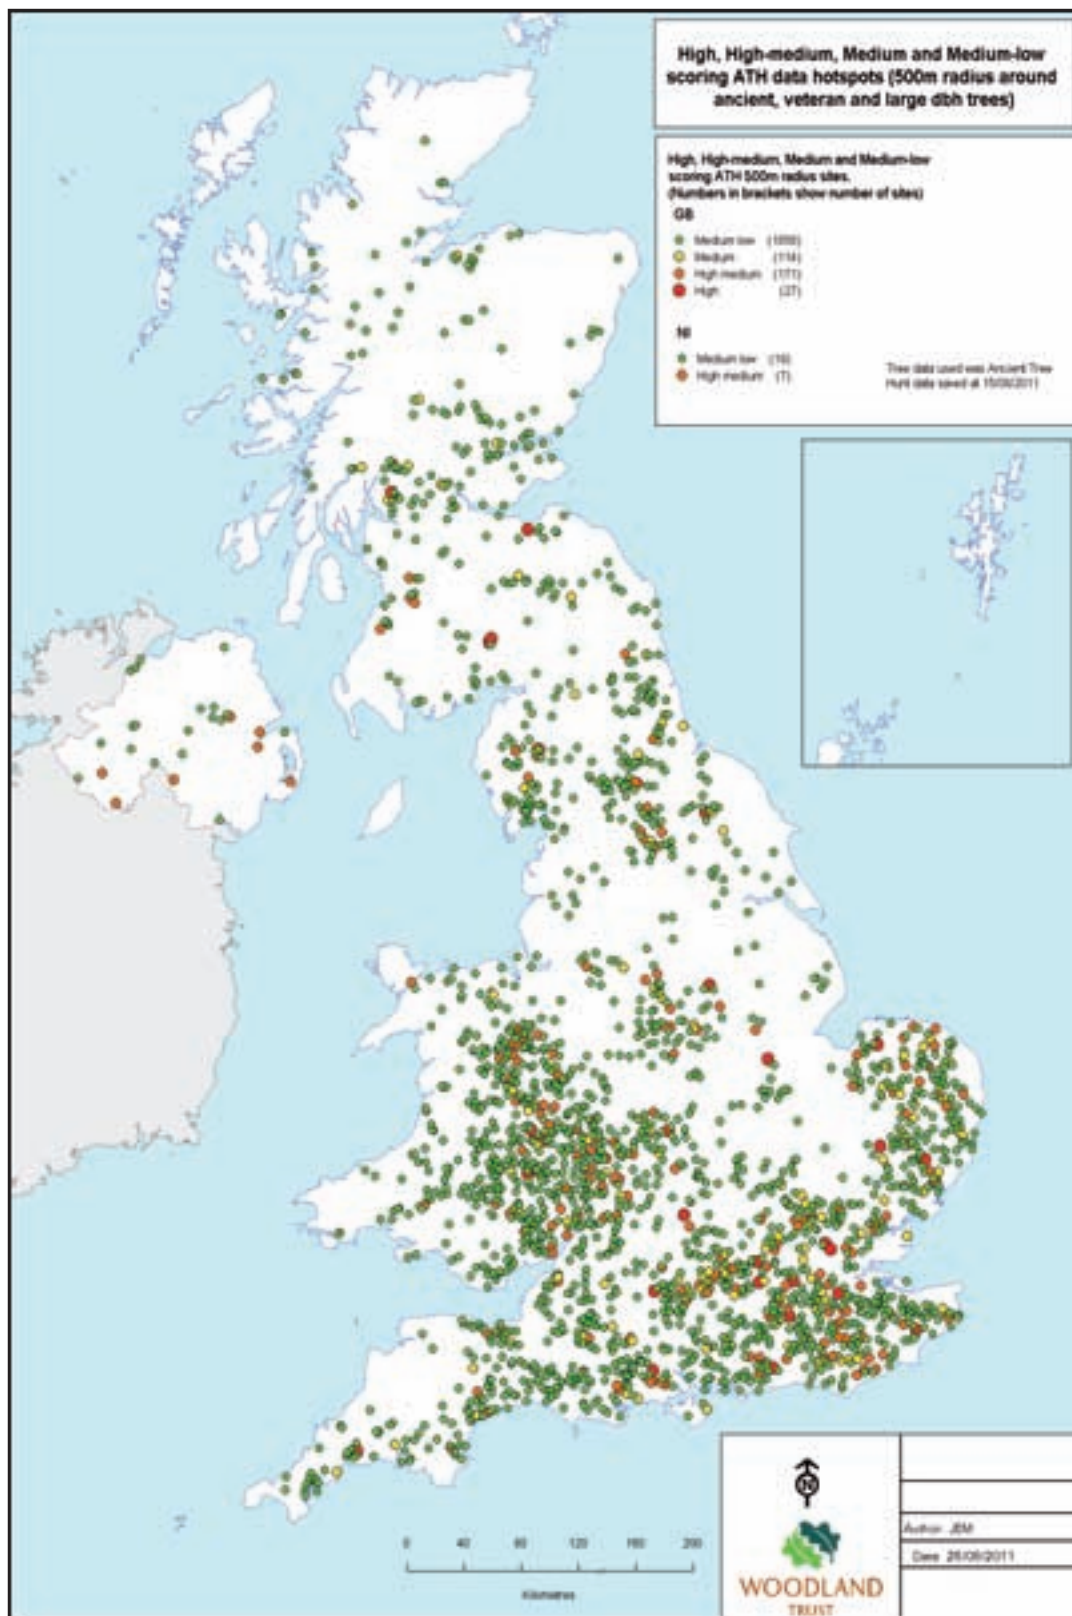 High, High-medium, Medium and Medium-low
scoring ATH data hotspots (500m radius around
ancient, veteran and large dbh trees)
High, High-medium, Medium and Medium-low
scoring ATH 500m radius sites.
(Numbers in brackets show number of sites)
GB
Medium low
Medium (114)
High medium (171)
High (27)
NI
Medium low
High medium (7)
Tree data used was Ancient Tree
Hunt data saved at
N
0 40 80 120 160 200
Kilometres
WOODLAND
TRUST
Author: JEM
Date: